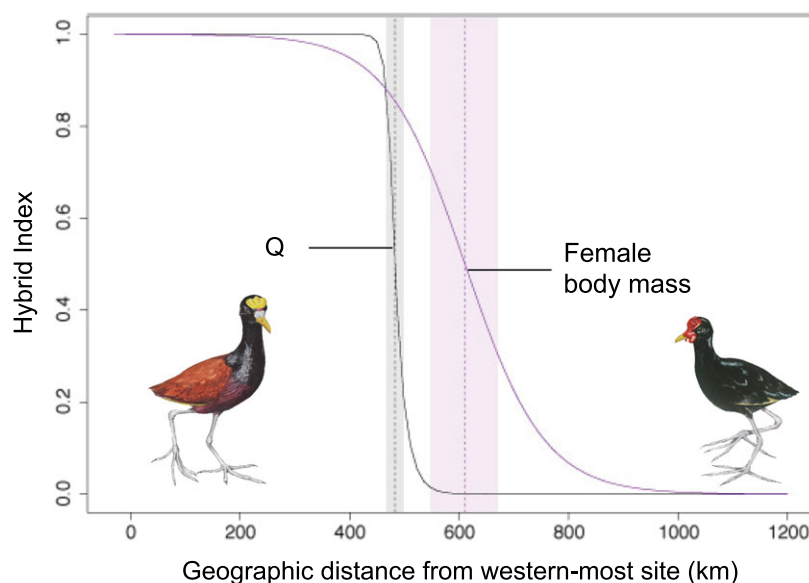 Hybrid Index
1.0
0.8
0.6
0.4
0.2
0.0
Q
Female
body mass
0 200 400 600 800 1000 1200
Geographic distance from western-most site (km)